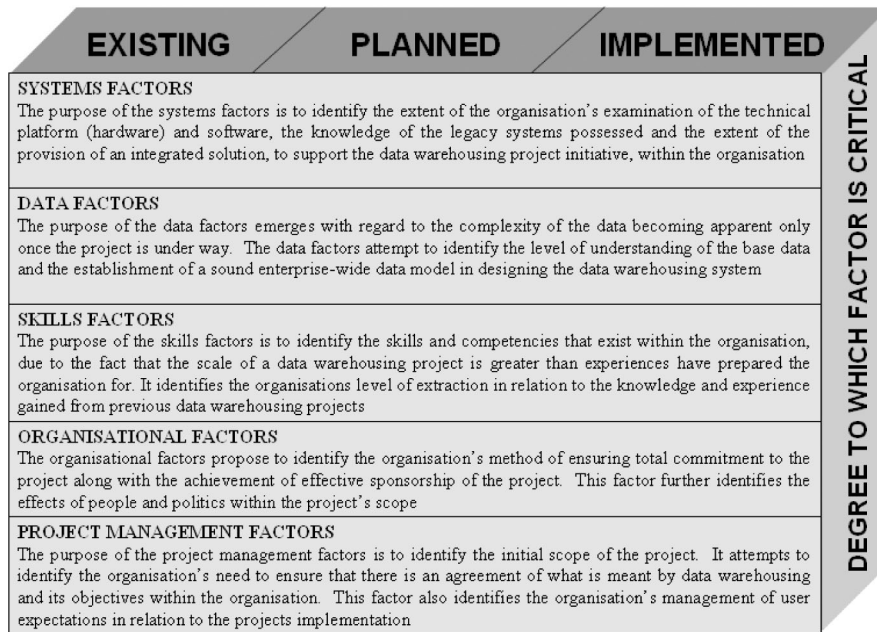 EXISTING PLANNED IMPLEMENTED
SYSTEMS FACTORS
The purpose of the systems factors is to identify the extent of the organisation's examination of the technical
platform (hardware) and software, the knowledge of the legacy systems possessed and the extent of the
provision of an integrated solution, to support the data warehousing project initiative, within the organisation
DATA FACTORS
The purpose of the data factors emerges with regard to the complexity of the data becoming apparent only
once the project is under way. The data factors attempt to identify the level of understanding of the base data
and the establishment of a sound enterprise-wide data model in designing the data warehousing system
SKILLS FACTORS
The purpose of the skills factors is to identify the skills and competencies that exist within the organisation,
due to the fact that the scale of a data warehousing project is greater than experiences have prepared the
organisation for. It identifies the organisations level of extraction in relation to the knowledge and experience
gained from previous data warehousing projects
ORGANISATIONAL FACTORS
The organisational factors propose to identify the organisation's method of ensuring total commitment to the
project along with the achievement of effective sponsorship of the project. This factor further identifies the
effects of people and politics within the project's scope
PROJECT MANAGEMENT FACTORS
The purpose of the project management factors is to identify the initial scope of the project. It attempts to
identify the organisation's need to ensure that there is an agreement of what is meant by data warehousing
and its objectives within the organisation. This factor also identifies the organisation's management of user
expectations in relation to the projects implementation
DEGREE TO WHICH FACTOR IS CRITICAL